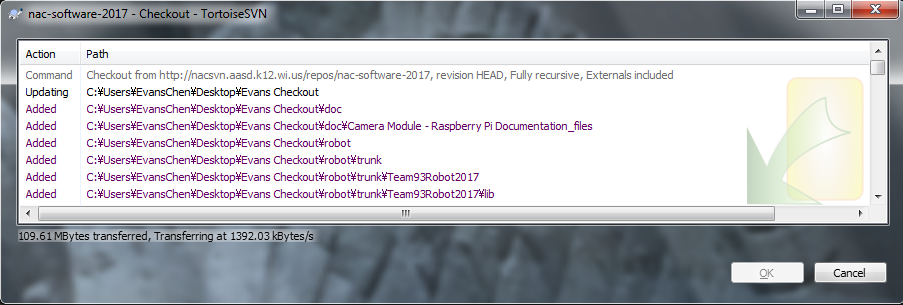 nac-software-2017 - Checkout - TortoiseSVN
Action Path
Command Checkout from http://nacsvn.aasd.k12.wi.us/repos/nac-software-2017, revision HEAD, Fully recursive, Externals included
Updating C:¥Users¥EvansChen¥Desktop¥Evans Checkout
Added C:¥Users¥EvansChen¥Desktop¥Evans Checkout¥doc
Added C:¥Users¥EvansChen¥Desktop¥Evans Checkout¥doc¥Camera Module - Raspberry Pi Documentation_files
Added C:¥Users¥EvansChen¥Desktop¥Evans Checkout¥robot
Added C:¥Users¥EvansChen¥Desktop¥Evans Checkout¥robot¥trunk
Added C:¥Users¥EvansChen¥Desktop¥Evans Checkout¥robot¥trunk¥Team93Robot2017
Added C:¥Users¥EvansChen¥Desktop¥Evans Checkout¥robot¥trunk¥Team93Robot2017¥lib
109.61 MBytes transferred, Transferring at 1392.03 kBytes/s
OK Cancel